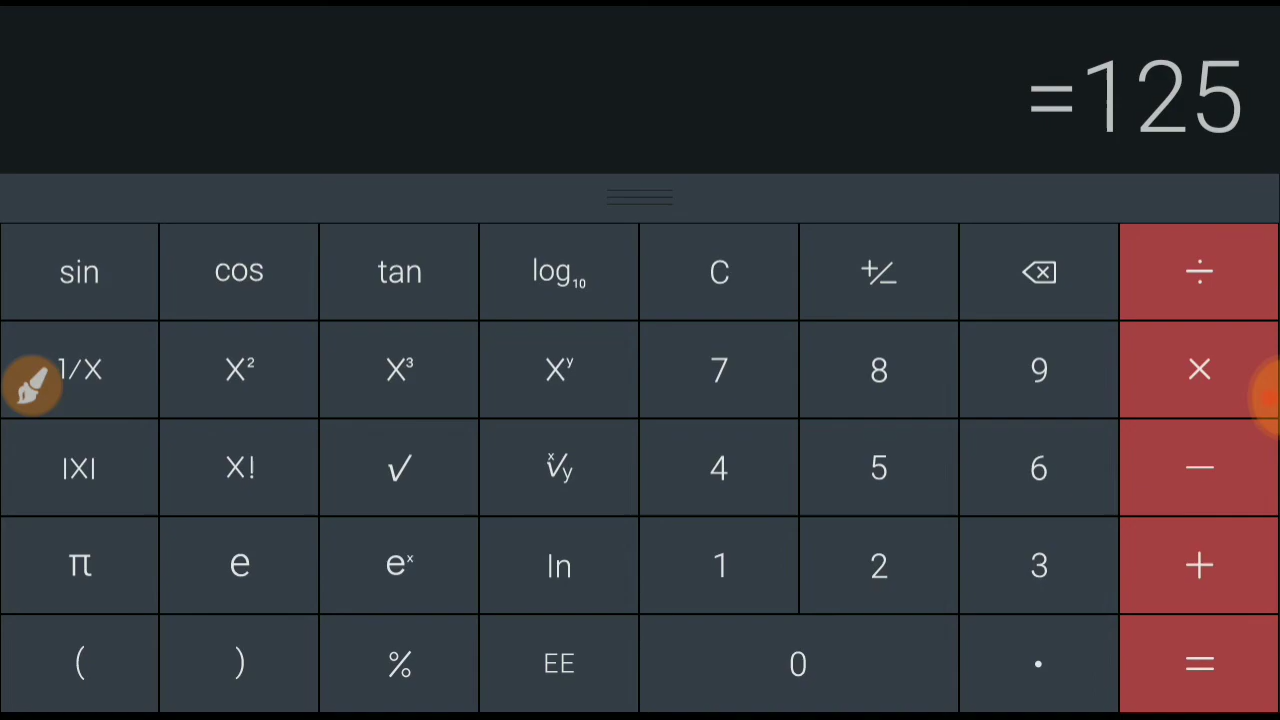 =125
sin cos tan log₁₀ C +/− ÷
1/X X² X³ Xʸ 7 8 9 ×
|X| X! √ ˣ√y 4 5 6 −
π e eˣ ln 1 2 3 +
( ) % EE 0 . =